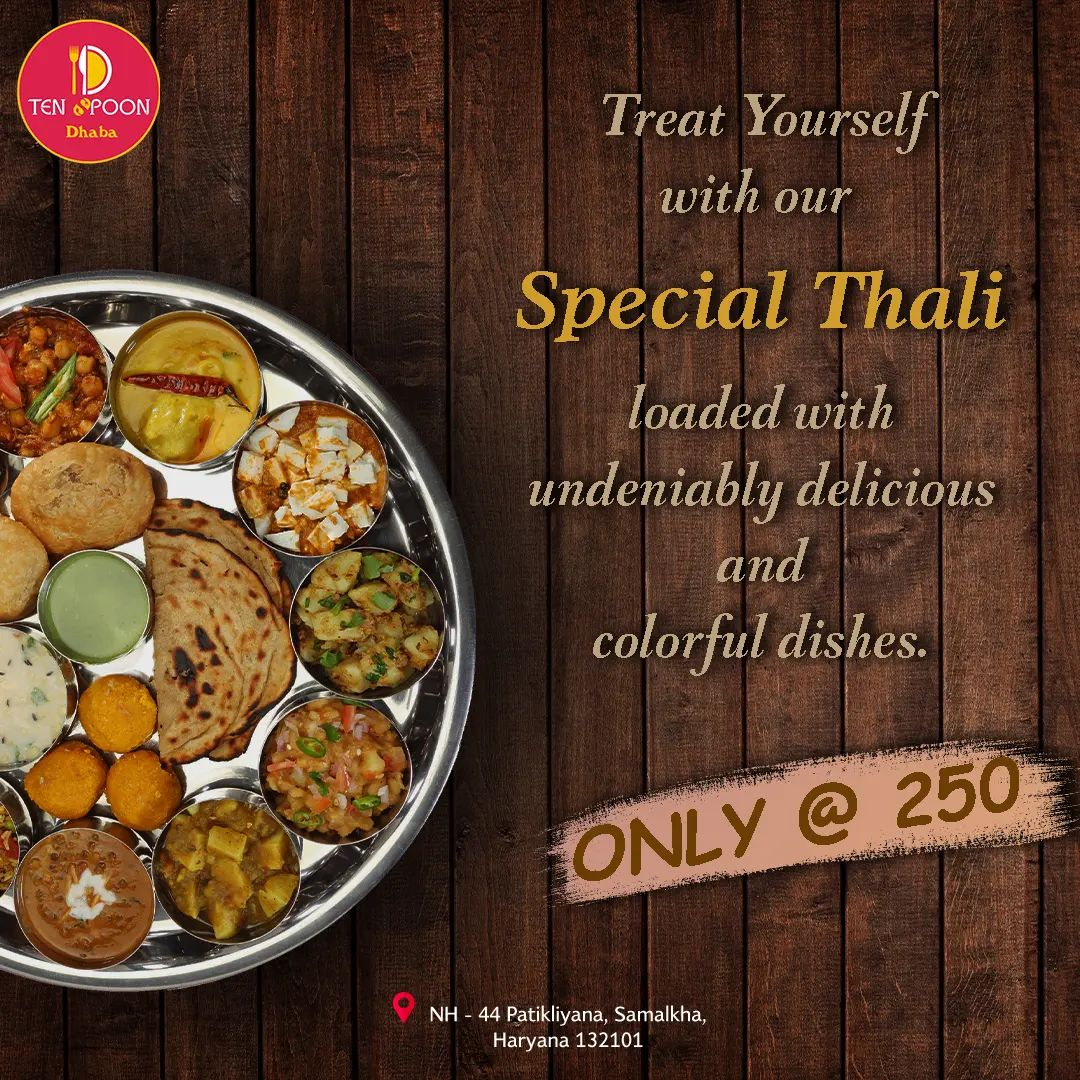 TEN SPOON
Dhaba
Treat Yourself
with our
Special Thali
loaded with
undeniably delicious
and
colorful dishes.
ONLY @ 250
NH - 44 Patikliyana, Samalkha,
Haryana 132101